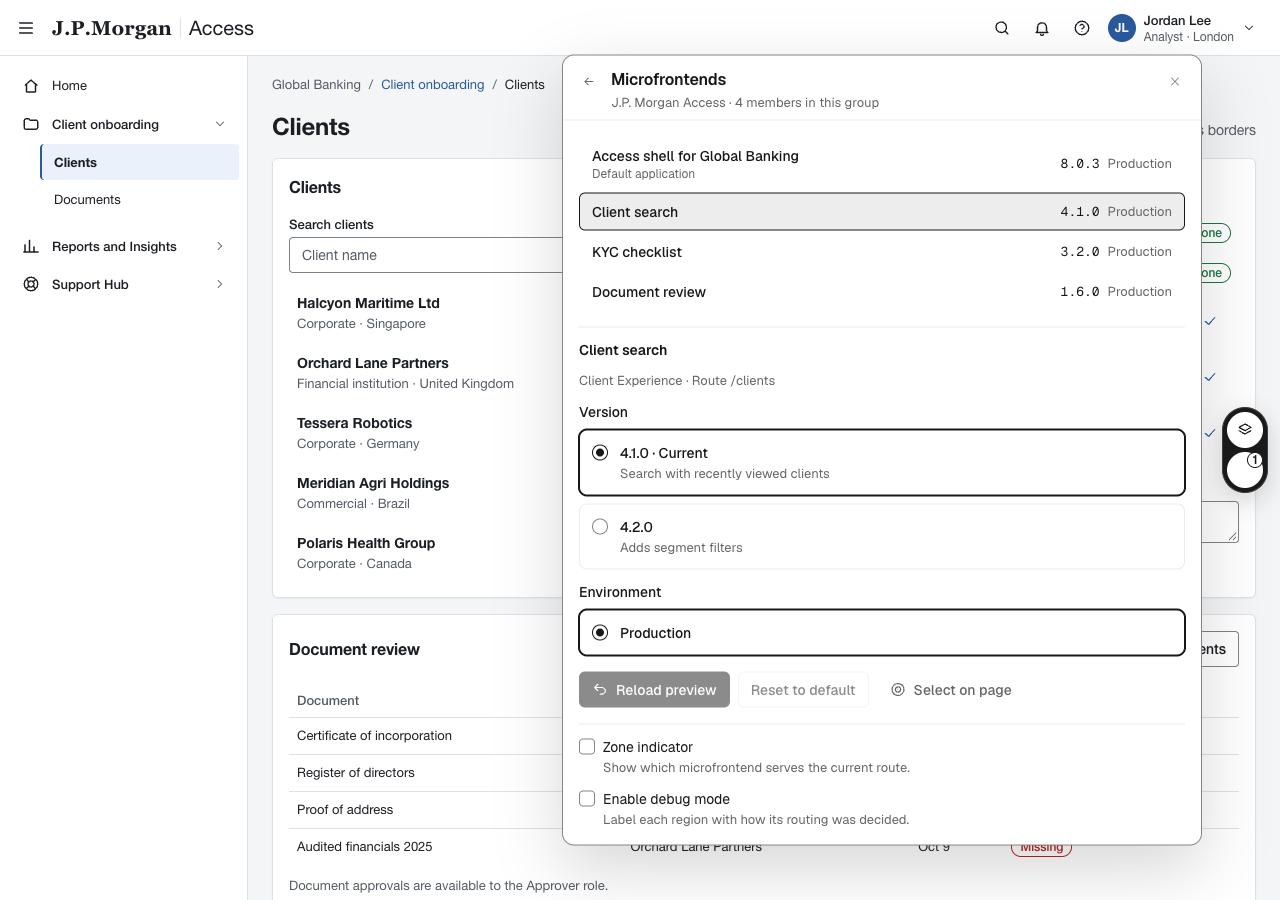 J.P.Morgan Access
JL
Jordan Lee
Analyst · London
Home
Client onboarding
Clients
Documents
Reports and Insights
Support Hub
Global Banking / Client onboarding / Clients
Clients
borders
Clients
Search clients
Client name
Halcyon Maritime Ltd
Corporate · Singapore
Orchard Lane Partners
Financial institution · United Kingdom
Tessera Robotics
Corporate · Germany
Meridian Agri Holdings
Commercial · Brazil
Polaris Health Group
Corporate · Canada
Document review
Document
Certificate of incorporation
Register of directors
Proof of address
Audited financials 2025
Orchard Lane Partners
Oct 9
Missing
Document approvals are available to the Approver role.
Microfrontends
J.P. Morgan Access · 4 members in this group
Access shell for Global Banking 8.0.3 Production
Default application
Client search 4.1.0 Production
KYC checklist 3.2.0 Production
Document review 1.6.0 Production
Client search
Client Experience · Route /clients
Version
4.1.0 · Current
Search with recently viewed clients
4.2.0
Adds segment filters
Environment
Production
Reload preview
Reset to default
Select on page
Zone indicator
Show which microfrontend serves the current route.
Enable debug mode
Label each region with how its routing was decided.
1